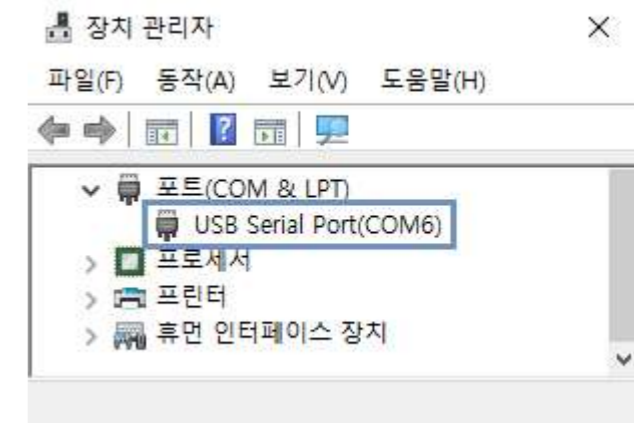 장치 관리자
파일(F) 동작(A) 보기(V) 도움말(H)
포트(COM & LPT)
USB Serial Port(COM6)
프로세서
프린터
휴먼 인터페이스 장치